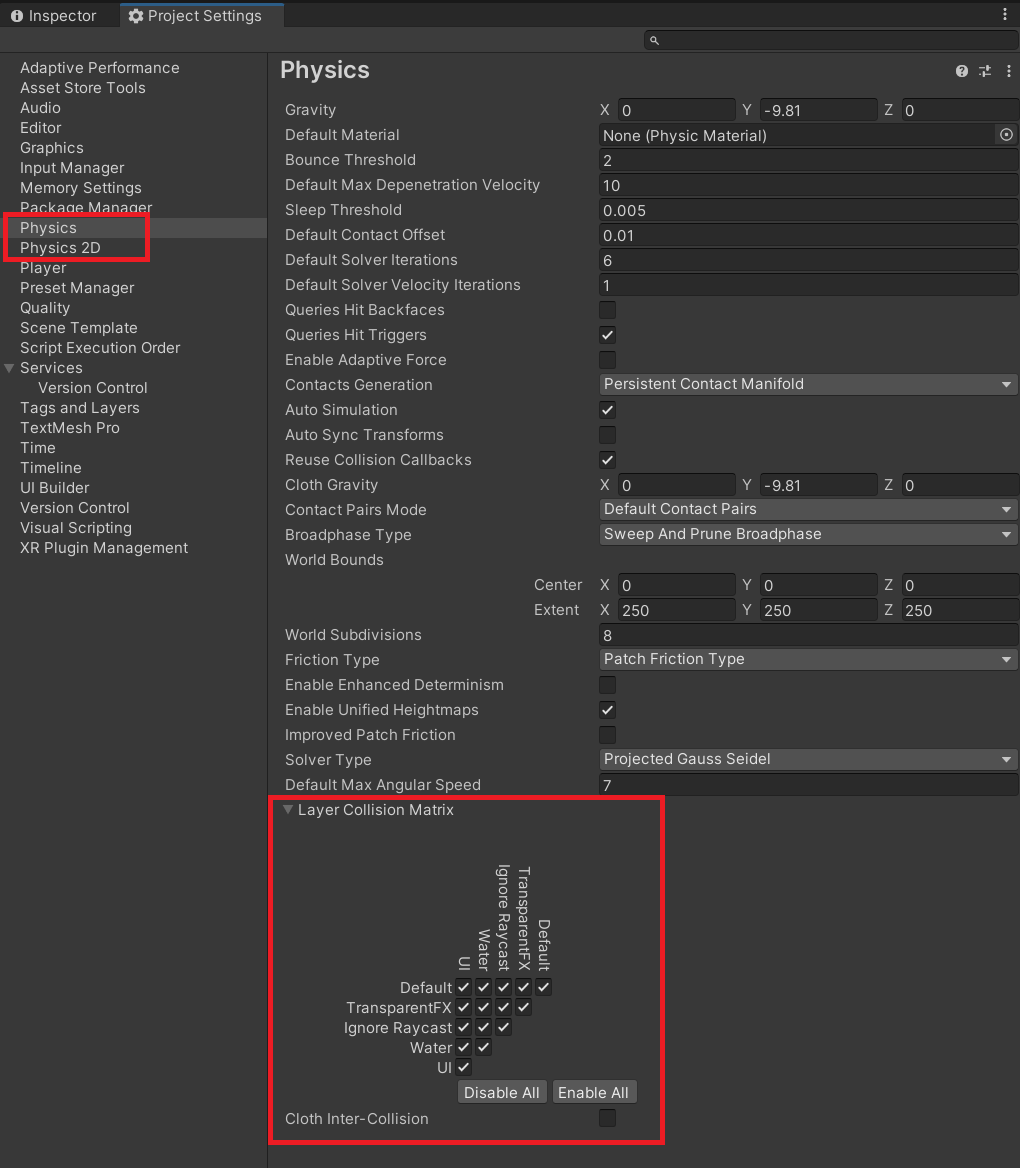 Inspector
Project Settings
Adaptive Performance
Asset Store Tools
Audio
Editor
Graphics
Input Manager
Memory Settings
Package Manager
Physics
Physics 2D
Player
Preset Manager
Quality
Scene Template
Script Execution Order
Services
Version Control
Tags and Layers
TextMesh Pro
Time
Timeline
UI Builder
Version Control
Visual Scripting
XR Plugin Management
Physics
Gravity X 0 Y -9.81 Z 0
Default Material None (Physic Material)
Bounce Threshold 2
Default Max Depenetration Velocity 10
Sleep Threshold 0.005
Default Contact Offset 0.01
Default Solver Iterations 6
Default Solver Velocity Iterations 1
Queries Hit Backfaces
Queries Hit Triggers
Enable Adaptive Force
Contacts Generation Persistent Contact Manifold
Auto Simulation
Auto Sync Transforms
Reuse Collision Callbacks
Cloth Gravity X 0 Y -9.81 Z 0
Contact Pairs Mode Default Contact Pairs
Broadphase Type Sweep And Prune Broadphase
World Bounds
Center X 0 Y 0 Z 0
Extent X 250 Y 250 Z 250
World Subdivisions 8
Friction Type Patch Friction Type
Enable Enhanced Determinism
Enable Unified Heightmaps
Improved Patch Friction
Solver Type Projected Gauss Seidel
Default Max Angular Speed 7
Layer Collision Matrix
UI
Water
Ignore Raycast
TransparentFX
Default
Default
TransparentFX
Ignore Raycast
Water
UI
Disable All Enable All
Cloth Inter-Collision